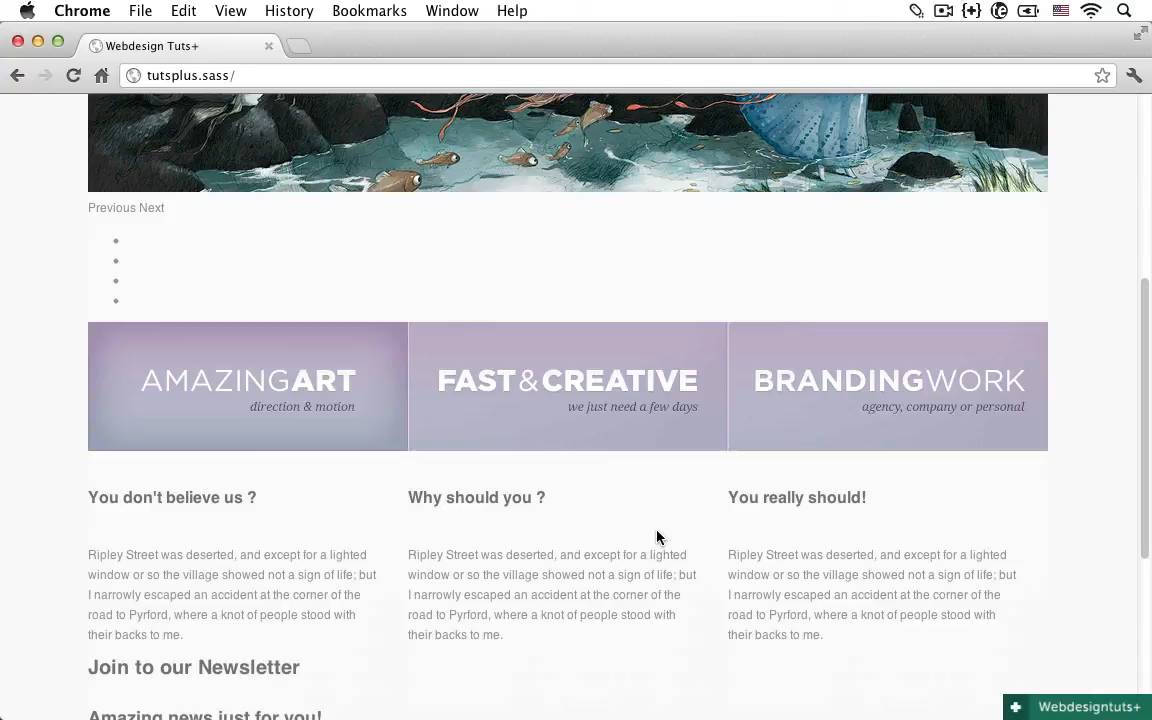 Chrome File Edit View History Bookmarks Window Help
Webdesign Tuts+
tutsplus.sass/
Previous Next
AMAZINGART
direction & motion
FAST&CREATIVE
we just need a few days
BRANDINGWORK
agency, company or personal
You don't believe us ?
Ripley Street was deserted, and except for a lighted
window or so the village showed not a sign of life; but
I narrowly escaped an accident at the corner of the
road to Pyrford, where a knot of people stood with
their backs to me.
Why should you ?
Ripley Street was deserted, and except for a lighted
window or so the village showed not a sign of life; but
I narrowly escaped an accident at the corner of the
road to Pyrford, where a knot of people stood with
their backs to me.
You really should!
Ripley Street was deserted, and except for a lighted
window or so the village showed not a sign of life; but
I narrowly escaped an accident at the corner of the
road to Pyrford, where a knot of people stood with
their backs to me.
Join to our Newsletter
Amazing news just for you!
Webdesigntuts+